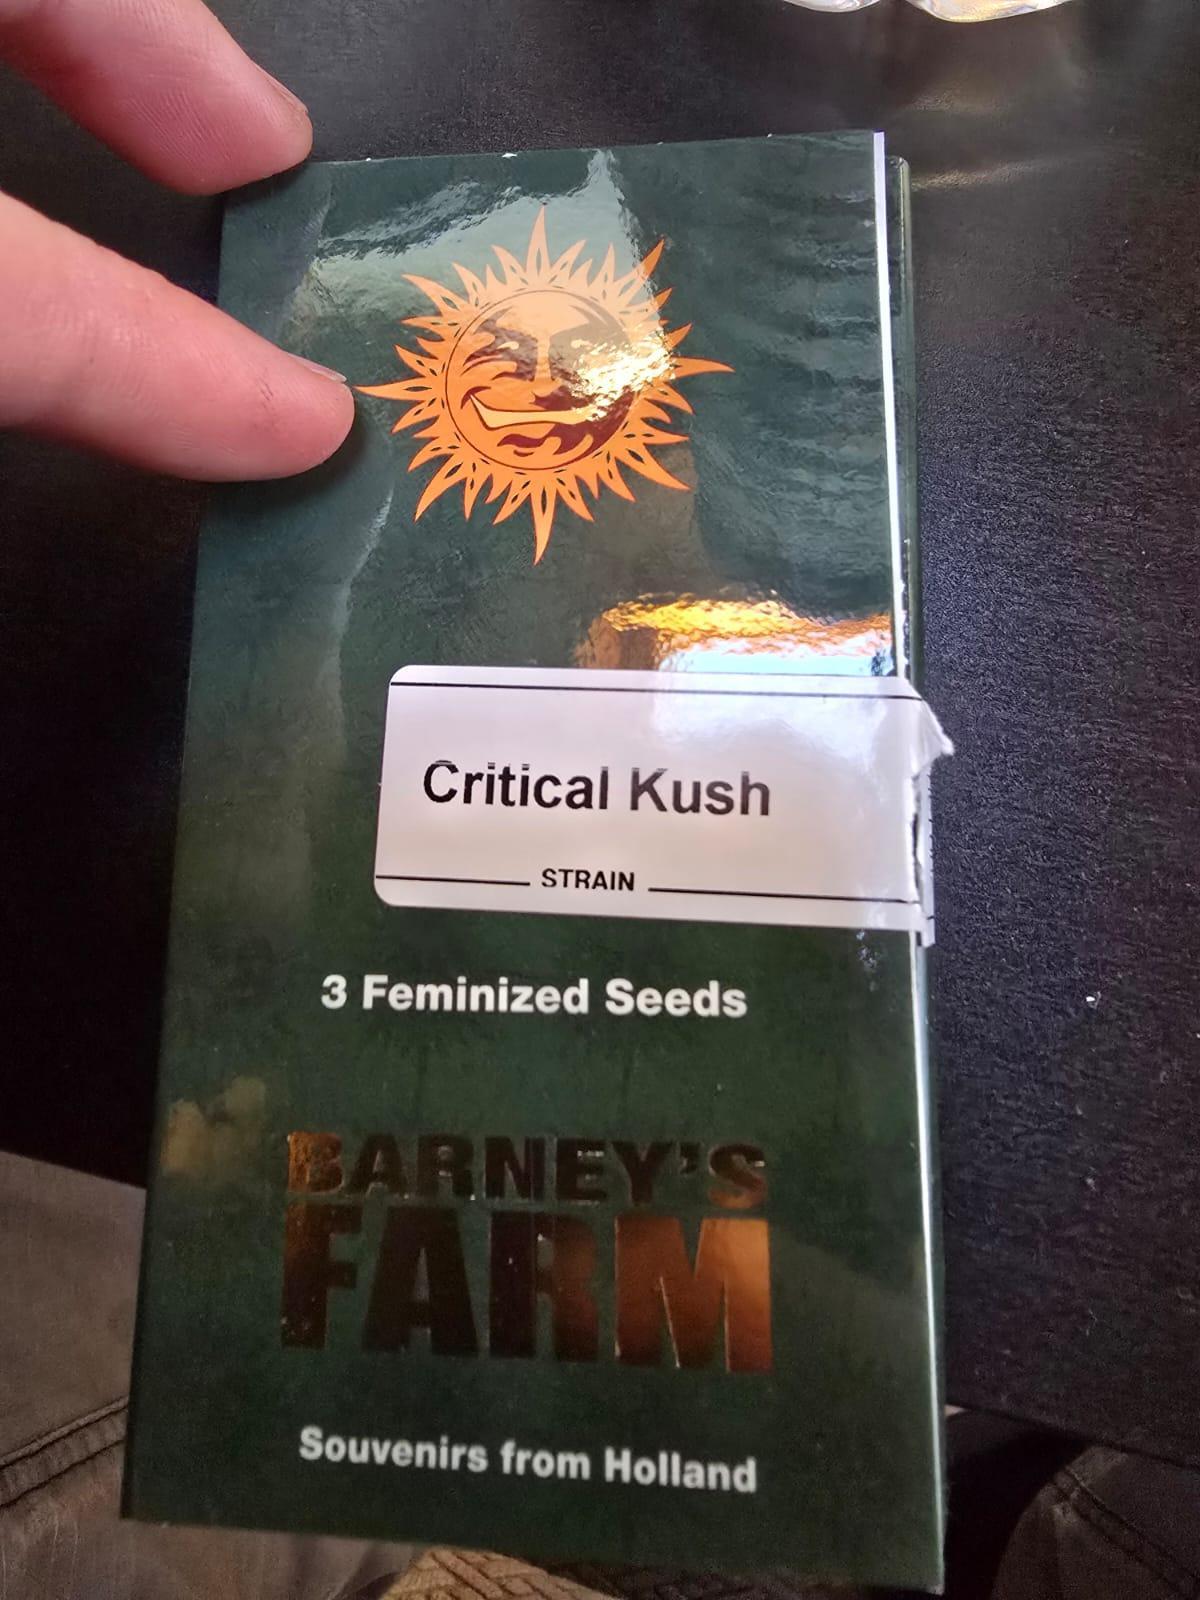 Critical Kush
STRAIN
3 Feminized Seeds
BARNEY'S
FARM
Souvenirs from Holland